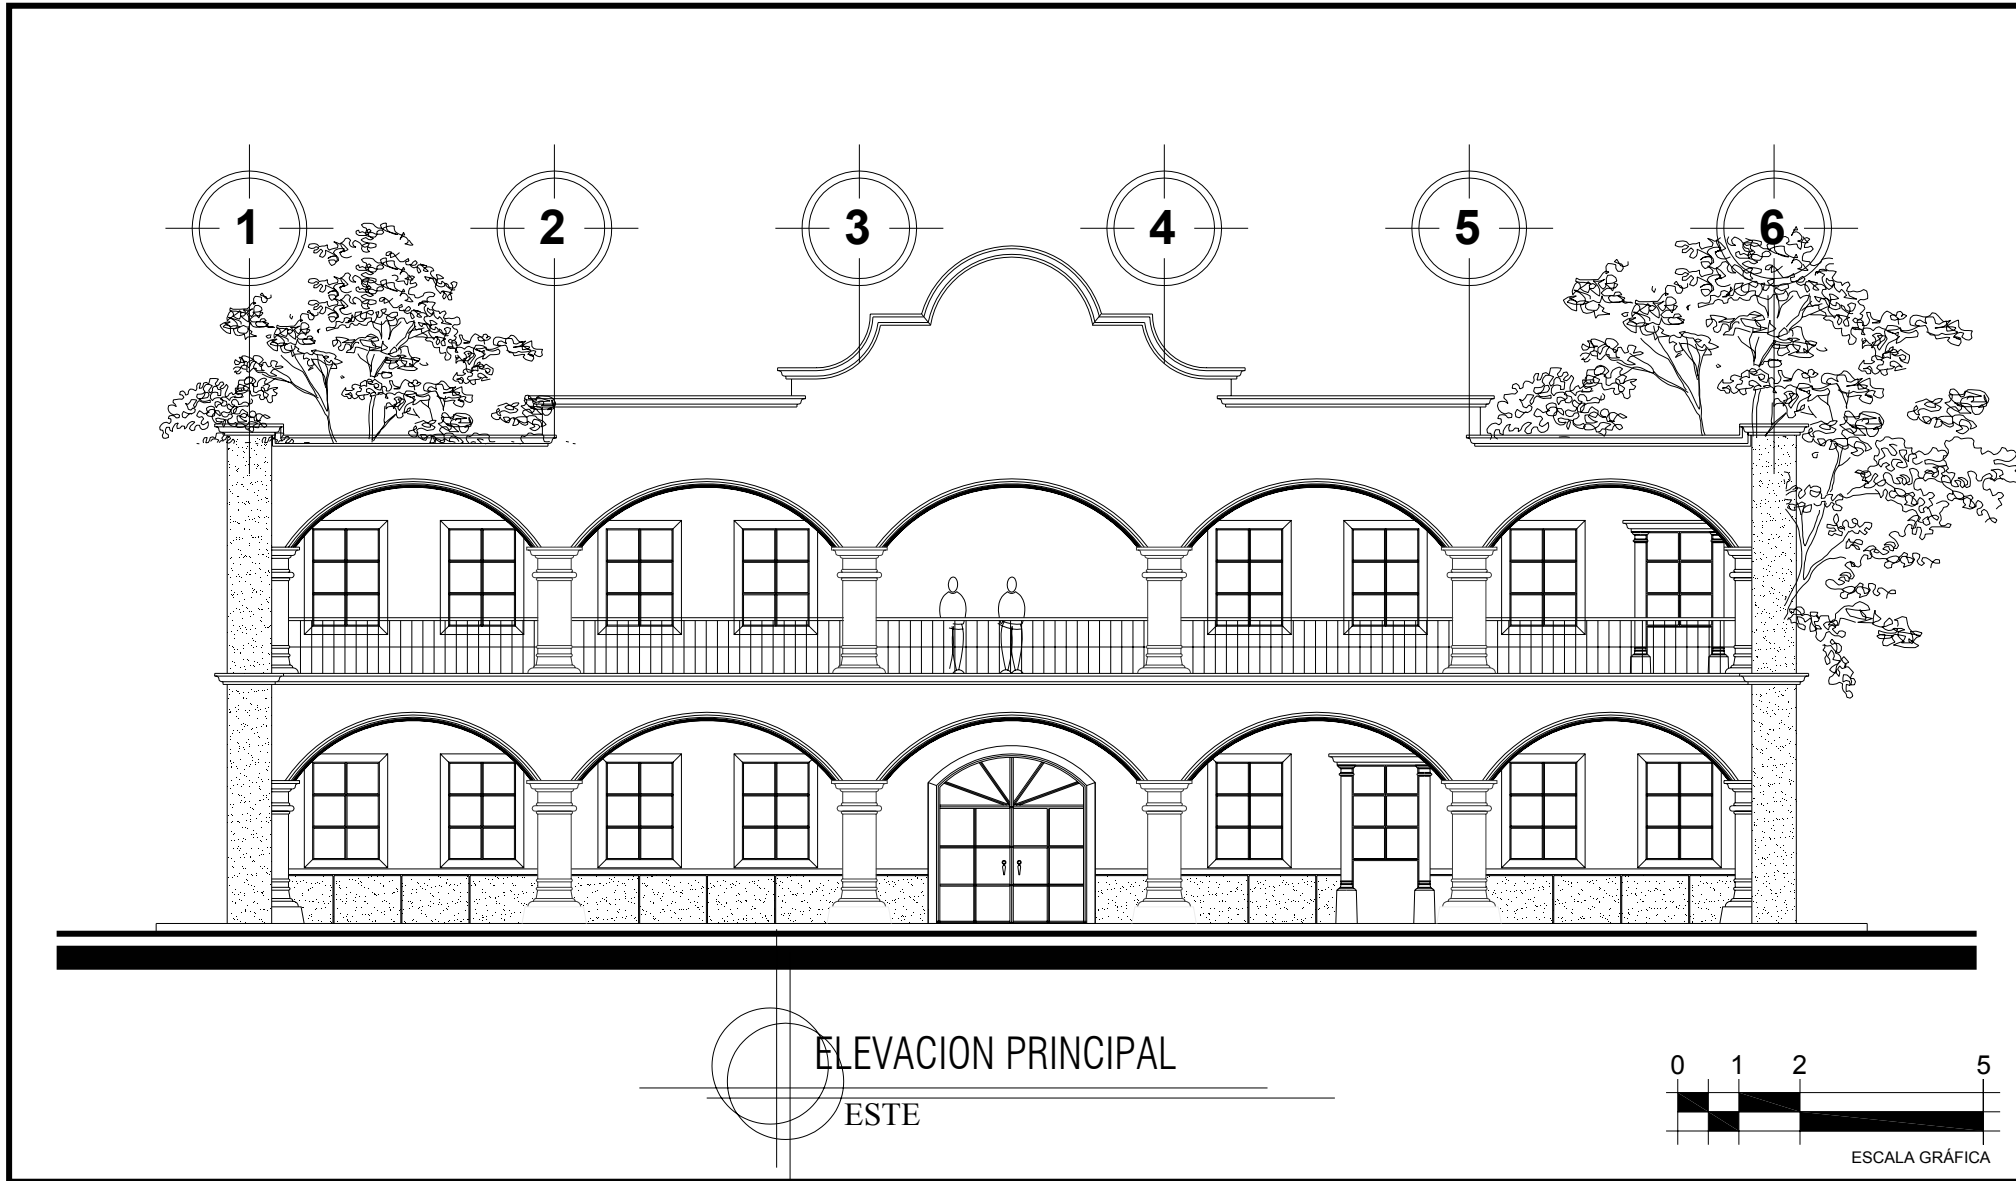 1 2 3 4 5 6
ELEVACION PRINCIPAL
ESTE
0 1 2 5
ESCALA GRÁFICA